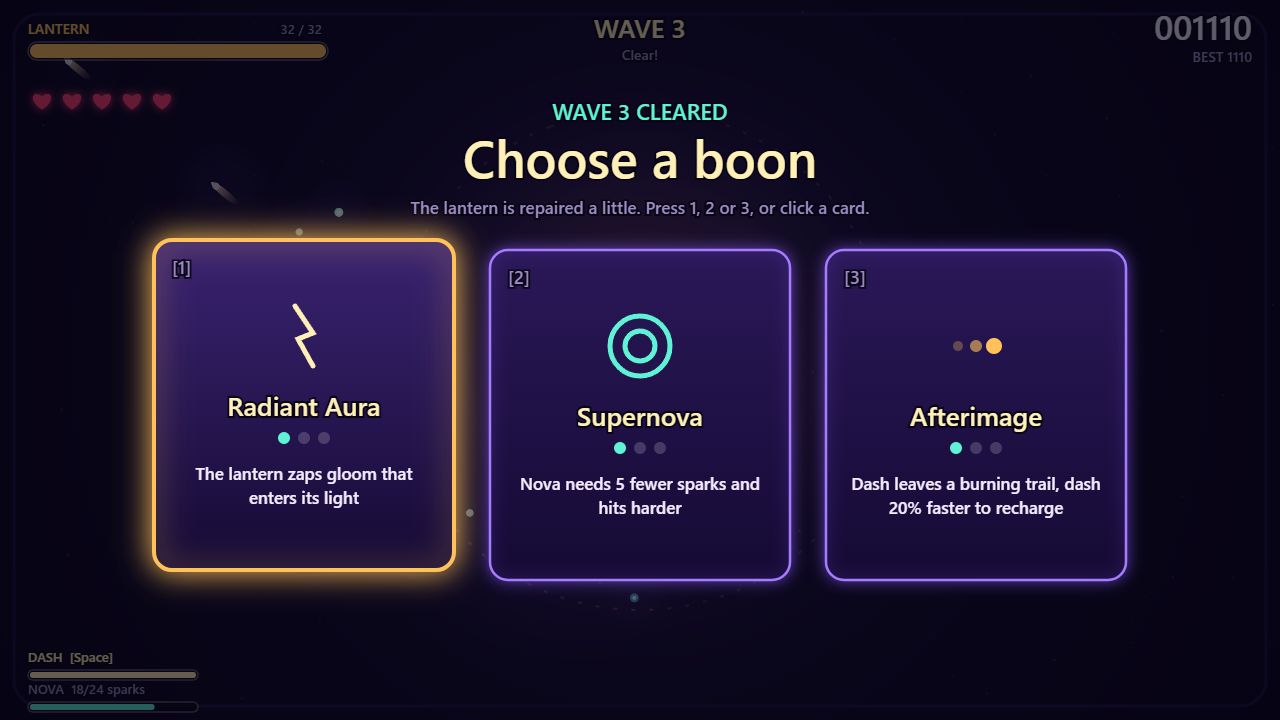 LANTERN
32 / 32
WAVE 3
Clear!
001110
BEST 1110
WAVE 3 CLEARED
Choose a boon
The lantern is repaired a little. Press 1, 2 or 3, or click a card.
[1]
Radiant Aura
The lantern zaps gloom that
enters its light
[2]
Supernova
Nova needs 5 fewer sparks and
hits harder
[3]
Afterimage
Dash leaves a burning trail, dash
20% faster to recharge
DASH [Space]
NOVA 18/24 sparks